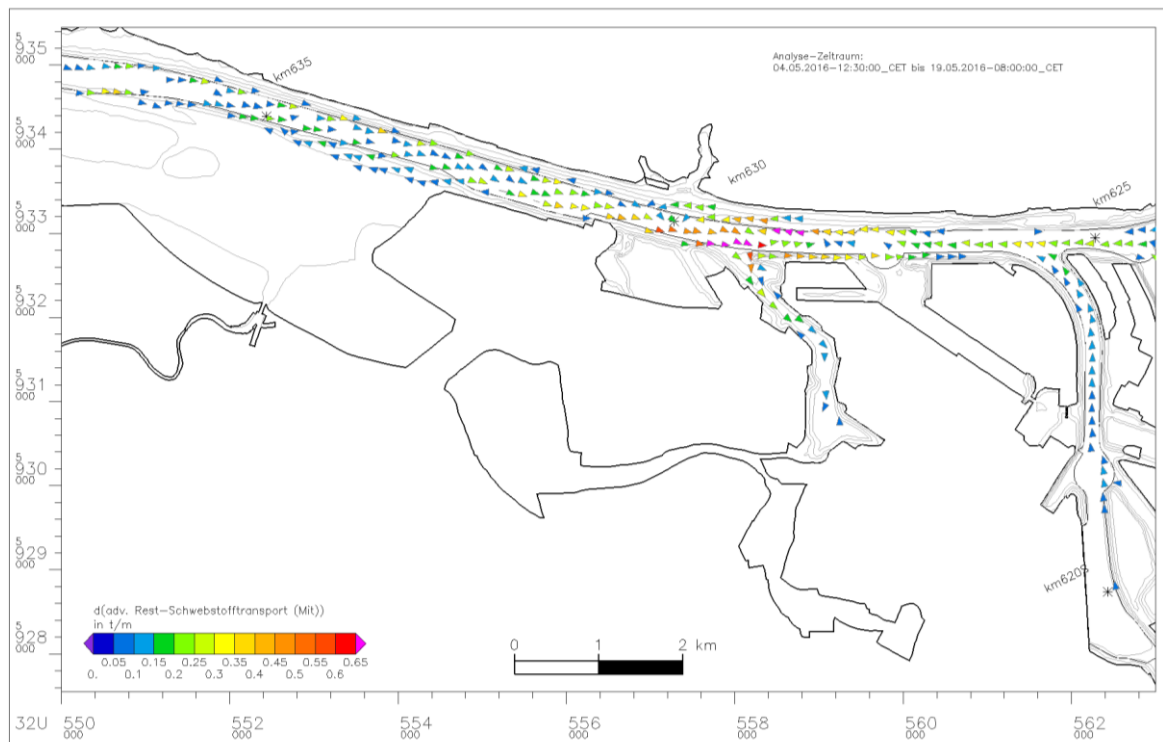 5
935
000
km635
Analyse-Zeitraum:
04.05.2016-12:30:00_CET bis 19.05.2016-08:00:00_CET
5
934
000
km630
km625
5
933
000
5
932
000
5
931
000
5
930
000
5
929
000
km620S
5
928
000
d(adv. Rest-Schwebstofftransport (Mit))
in t/m
0.05 0.15 0.25 0.35 0.45 0.55 0.65
0. 0.1 0.2 0.3 0.4 0.5 0.6
0 1 2 km
32U 550 552 554 556 558 560 562
000 000 000 000 000 000 000